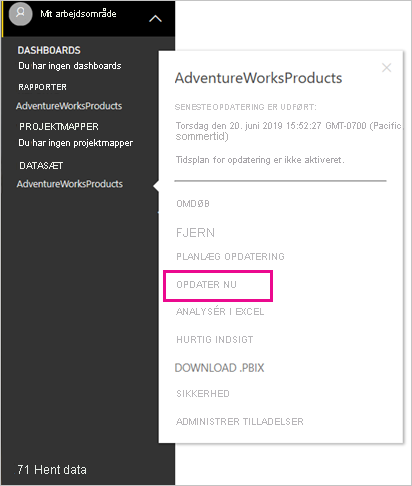 Mit arbejdsområde
DASHBOARDS
Du har ingen dashboards
RAPPORTER
AdventureWorksProducts
PROJEKTMAPPER
Du har ingen projektmapper
DATASÆT
AdventureWorksProducts
71 Hent data
AdventureWorksProducts
SENESTEOPDATERING ER UDFØRT:
Torsdag den 20. juni 2019 15:52:27 GMT-0700 (Pacific
sommertid)
Tidsplan for opdatering er ikke aktiveret.
OMDØB
FJERN
PLANLÆG OPDATERING
OPDATER NU
ANALYSÉR I EXCEL
HURTIG INDSIGT
DOWNLOAD .PBIX
SIKKERHED
ADMINISTRER TILLADELSER